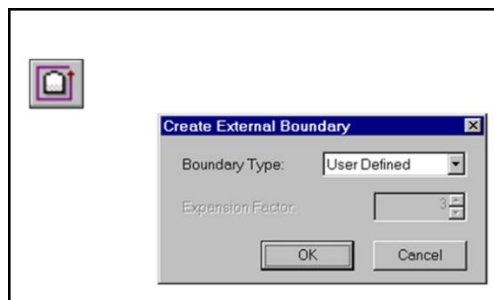 Create External Boundary
Boundary Type: User Defined
Expansion Factor: 3
OK Cancel